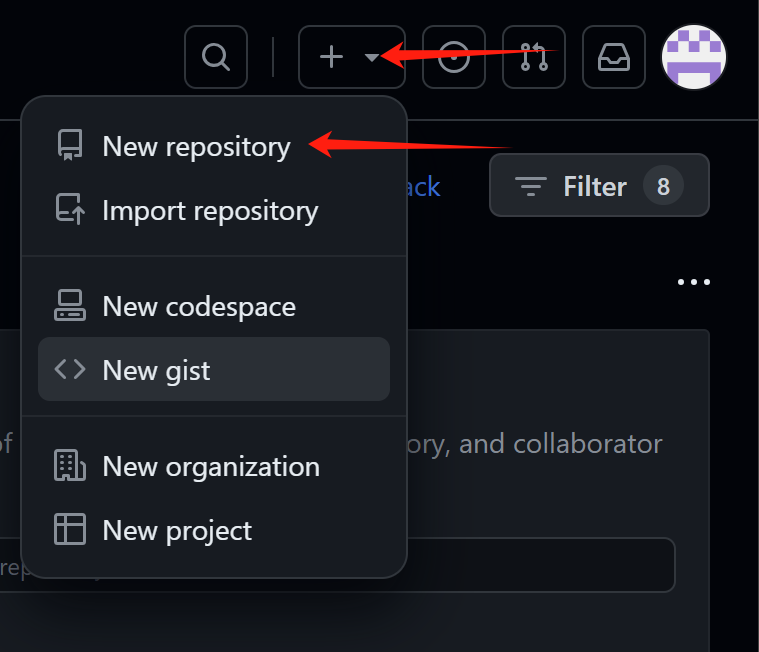 New repository
ack
Filter 8
Import repository
New codespace
New gist
of
ory, and collaborator
New organization
New project
rep